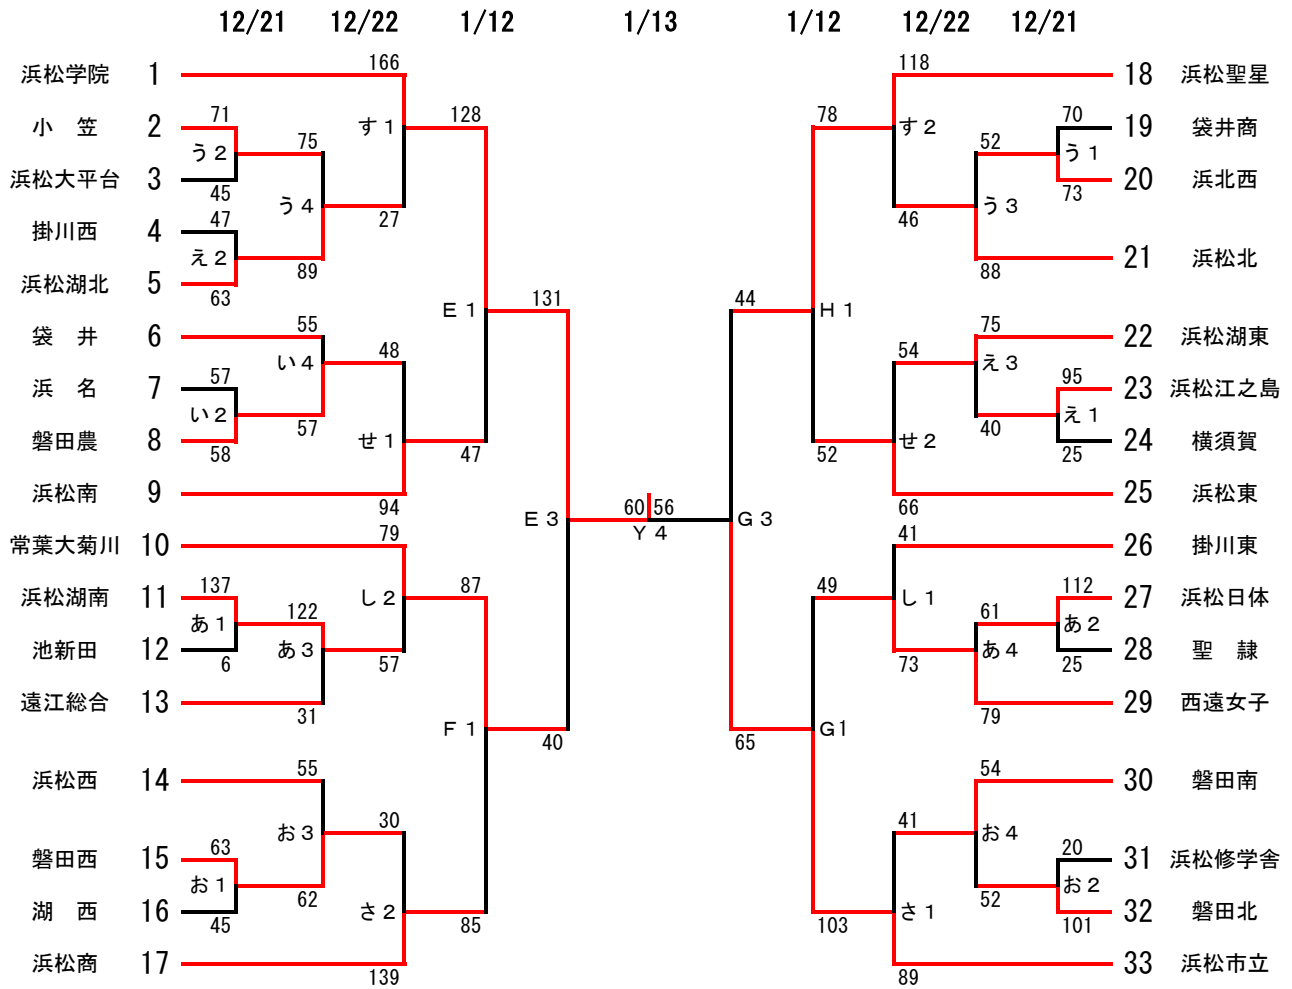 12/21 12/22 1/12 1/13 1/12 12/22 12/21
166 118
浜松学院 1 18 浜松聖星
71 128 78 70
小　笠 2 す1 す2 19 袋井商
う2 75 52 う1
浜松大平台 3 20 浜北西
45 73
う4 う3
47 27 46
掛川西 4
え2 21 浜松北
89 88
浜松湖北 5
63 131 44
E1 H1
55 75
袋　井 6 22 浜松湖東
い4 48 54 え3
57 95
浜　名 7 23 浜松江之島
い2 え1
57 40
磐田農 8 せ1 せ2 24 横須賀
58 47 52 25
浜松南 9 25 浜松東
94 66
60 56
E3 G3
Y4
79 41
常葉大菊川 10 26 掛川東
137 87 49 112
浜松湖南 11 し2 し1 27 浜松日体
あ1 122 61 あ2
池新田 12 あ3 あ4 28 聖　隷
6 57 73 25
遠江総合 13 29 西遠女子
31 79
F1 G1
40 65
55 54
浜松西 14 30 磐田南
30 41
お3 お4
63 20
磐田西 15 31 浜松修学舎
お1 お2
62 52
湖　西 16 さ2 さ1 32 磐田北
45 85 103 101
浜松商 17 33 浜松市立
139 89